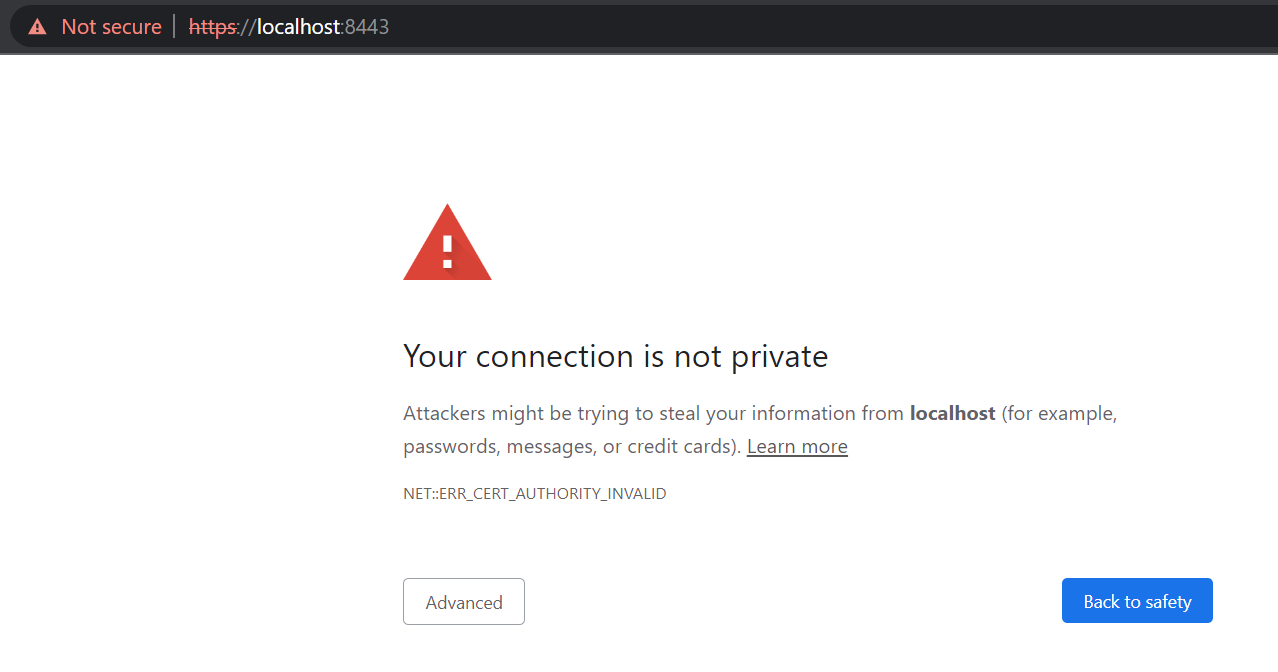 Not secure | https://localhost:8443
Your connection is not private
Attackers might be trying to steal your information from localhost (for example,
passwords, messages, or credit cards). Learn more
NET::ERR_CERT_AUTHORITY_INVALID
Advanced Back to safety